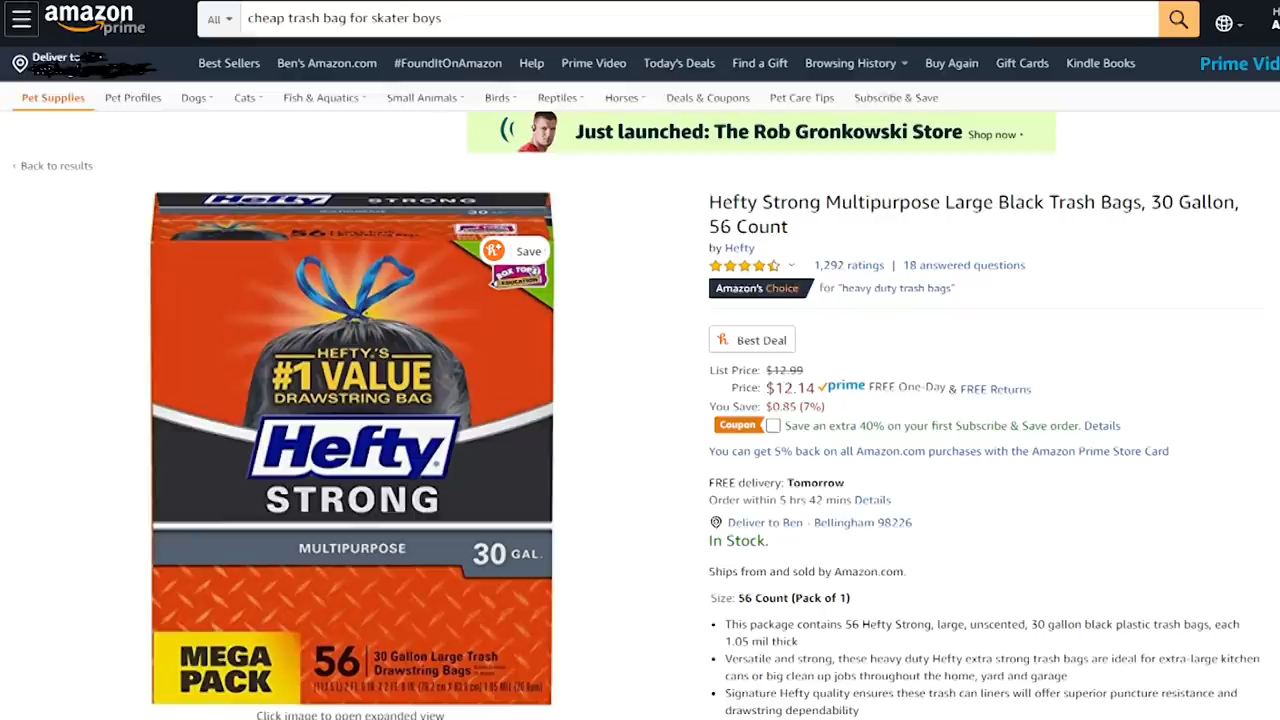 amazon
prime
All
cheap trash bag for skater boys
Deliver to
Best Sellers
Ben's Amazon.com
#FoundItOnAmazon
Help
Prime Video
Today's Deals
Find a Gift
Browsing History
Buy Again
Gift Cards
Kindle Books
Prime Vid
Pet Supplies
Pet Profiles
Dogs
Cats
Fish & Aquatics
Small Animals
Birds
Reptiles
Horses
Deals & Coupons
Pet Care Tips
Subscribe & Save
Just launched: The Rob Gronkowski Store Shop now
‹ Back to results
Hefty STRONG
MULTIPURPOSE 30
56
Save
BOX TOPS
EDUCATION
HEFTY'S
#1 VALUE
DRAWSTRING BAG
Hefty
STRONG
MULTIPURPOSE
30 GAL.
MEGA
PACK
56
30 Gallon Large Trash
Drawstring Bags
Click image to open expanded view
Hefty Strong Multipurpose Large Black Trash Bags, 30 Gallon,
56 Count
by Hefty
1,292 ratings | 18 answered questions
Amazon's Choice for "heavy duty trash bags"
Best Deal
List Price: $12.99
Price: $12.14 prime FREE One-Day & FREE Returns
You Save: $0.85 (7%)
Coupon Save an extra 40% on your first Subscribe & Save order. Details
You can get 5% back on all Amazon.com purchases with the Amazon Prime Store Card
FREE delivery: Tomorrow
Order within 5 hrs 42 mins Details
Deliver to Ben - Bellingham 98226
In Stock.
Ships from and sold by Amazon.com.
Size: 56 Count (Pack of 1)
• This package contains 56 Hefty Strong, large, unscented, 30 gallon black plastic trash bags, each
1.05 mil thick
• Versatile and strong, these heavy duty Hefty extra strong trash bags are ideal for extra-large kitchen
cans or big clean up jobs throughout the home, yard and garage
• Signature Hefty quality ensures these trash can liners will offer superior puncture resistance and
drawstring dependability